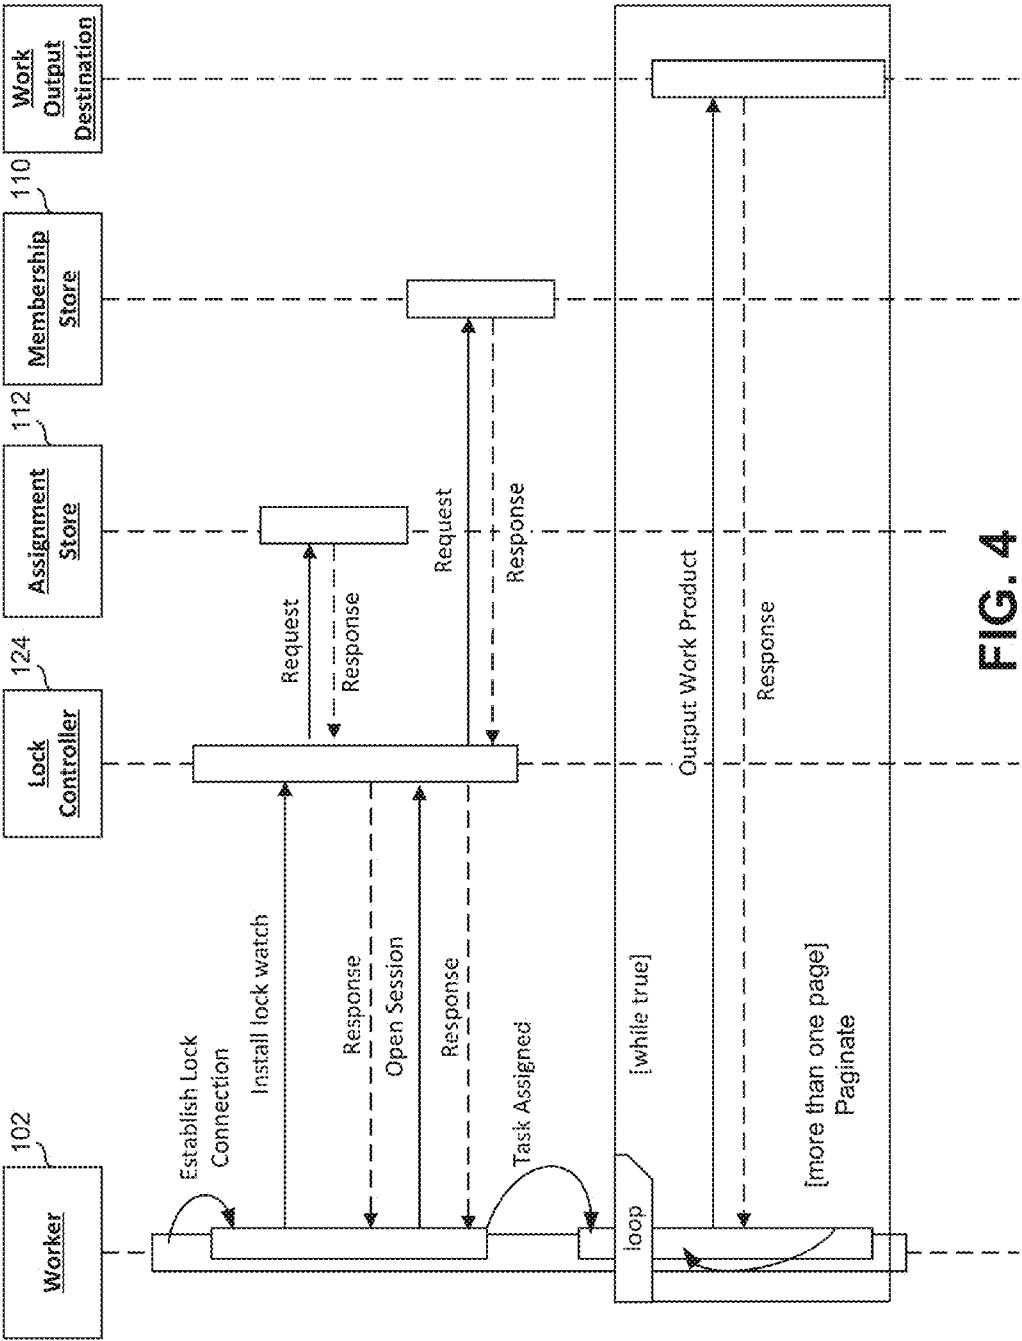 Worker
102
Lock
Controller
124
Assignment
Store
112
Membership
Store
110
Work
Output
Destination
Establish Lock
Connection
Install lock watch
Request
Response
Response
Open Session
Request
Response
Response
Task Assigned
loop
[while true]
Output Work Product
Response
[more than one page]
Paginate
FIG. 4